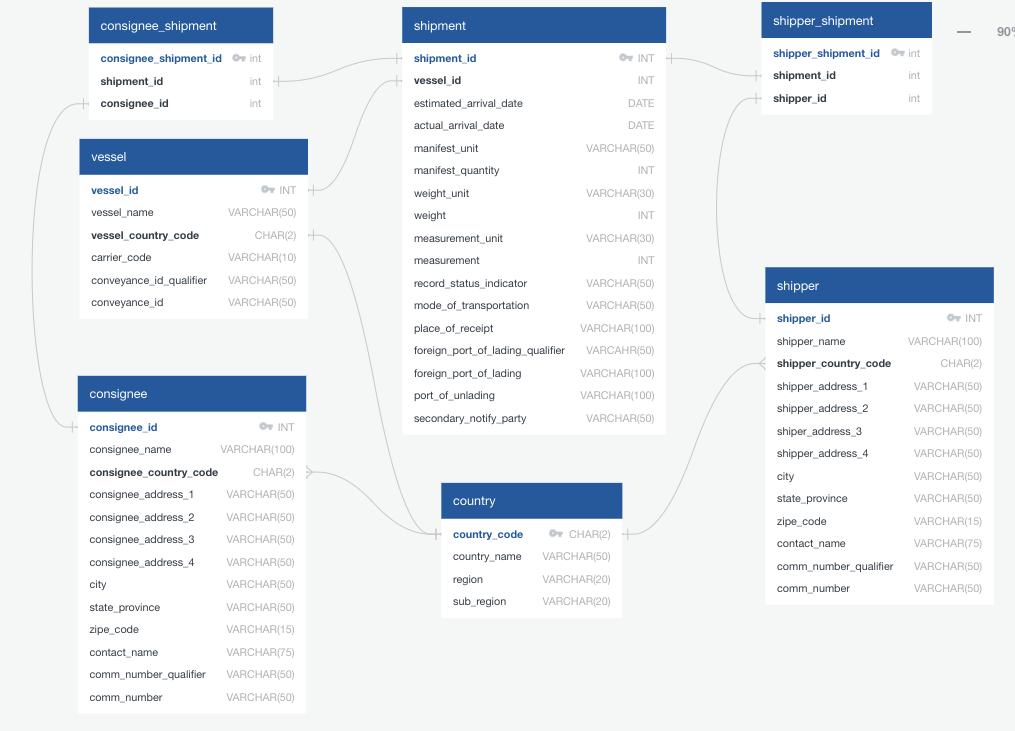 consignee_shipment
consignee_shipment_id int
shipment_id int
consignee_id int
shipment
shipment_id INT
vessel_id INT
estimated_arrival_date DATE
actual_arrival_date DATE
manifest_unit VARCHAR(50)
manifest_quantity INT
weight_unit VARCHAR(30)
weight INT
measurement_unit VARCHAR(30)
measurement INT
record_status_indicator VARCHAR(50)
mode_of_transportation VARCHAR(50)
place_of_receipt VARCHAR(100)
foreign_port_of_lading_qualifier VARCAHR(50)
foreign_port_of_lading VARCHAR(100)
port_of_unlading VARCHAR(100)
secondary_notify_party VARCHAR(50)
shipper_shipment
shipper_shipment_id int
shipment_id int
shipper_id int
90%
vessel
vessel_id INT
vessel_name VARCHAR(50)
vessel_country_code CHAR(2)
carrier_code VARCHAR(10)
conveyance_id_qualifier VARCHAR(50)
conveyance_id VARCHAR(50)
shipper
shipper_id INT
shipper_name VARCHAR(100)
shipper_country_code CHAR(2)
shipper_address_1 VARCHAR(50)
shipper_address_2 VARCHAR(50)
shiper_address_3 VARCHAR(50)
shipper_address_4 VARCHAR(50)
city VARCHAR(50)
state_province VARCHAR(50)
zipe_code VARCHAR(15)
contact_name VARCHAR(75)
comm_number_qualifier VARCHAR(50)
comm_number VARCHAR(50)
consignee
consignee_id INT
consignee_name VARCHAR(100)
consignee_country_code CHAR(2)
consignee_address_1 VARCHAR(50)
consignee_address_2 VARCHAR(50)
consignee_address_3 VARCHAR(50)
consignee_address_4 VARCHAR(50)
city VARCHAR(50)
state_province VARCHAR(50)
zipe_code VARCHAR(15)
contact_name VARCHAR(75)
comm_number_qualifier VARCHAR(50)
comm_number VARCHAR(50)
country
country_code CHAR(2)
country_name VARCHAR(50)
region VARCHAR(20)
sub_region VARCHAR(20)